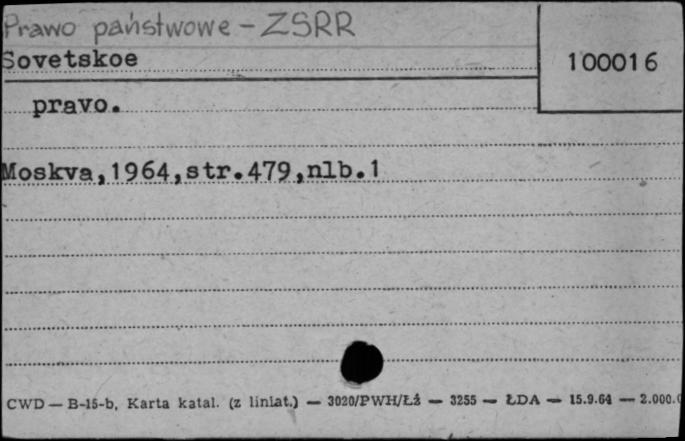 Prawo państwowe - ZSRR
Sovetskoe
100016
pravo.
Moskva,1964,str.479,nlb.1
CWD — B-15-b, Karta katal. (z liniat.) — 3020/PWH/Łź — 3255 — ŁDA — 15.9.64 — 2.000.0